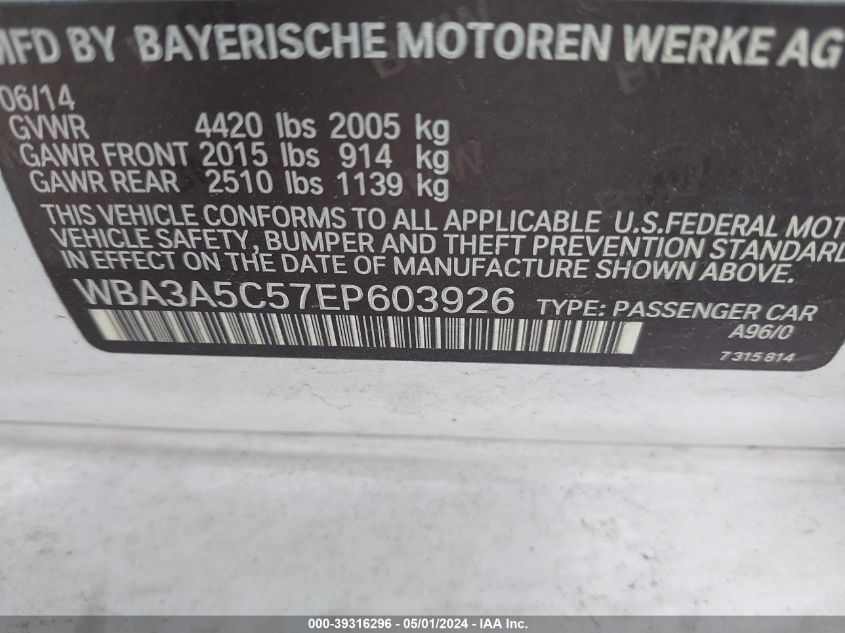 MFD BY BAYERISCHE MOTOREN WERKE AG
06/14
GVWR 4420 lbs 2005 kg
GAWR FRONT 2015 lbs 914 kg
GAWR REAR 2510 lbs 1139 kg
THIS VEHICLE CONFORMS TO ALL APPLICABLE U.S.FEDERAL MOT
VEHICLE SAFETY, BUMPER AND THEFT PREVENTION STANDARD
IN EFFECT ON THE DATE OF MANUFACTURE SHOWN ABOVE.
WBA3A5C57EP603926 TYPE: PASSENGER CAR
A96/0
7 315 814
000-39316296 - 05/01/2024 - IAA Inc.